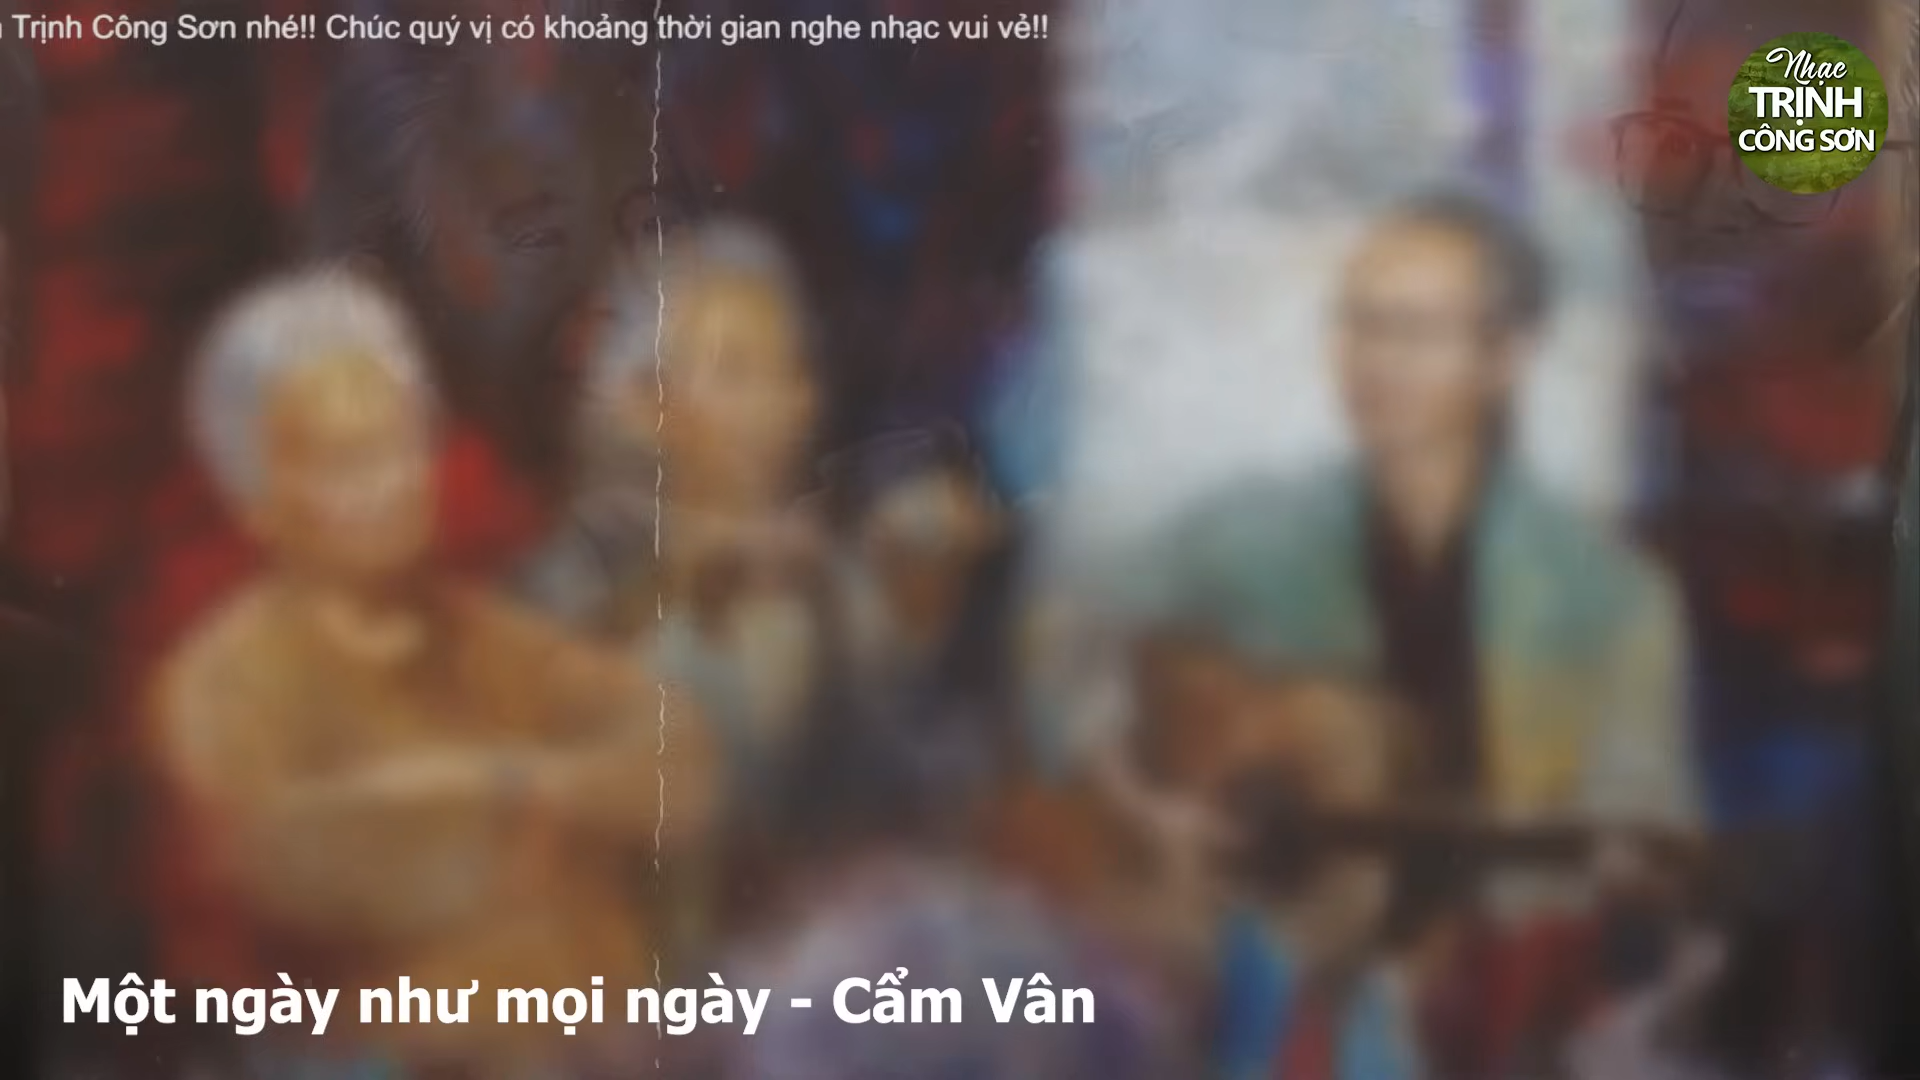 Trịnh Công Sơn nhé!! Chúc quý vị có khoảng thời gian nghe nhạc vui vẻ!!
Nhạc
TRỊNH
CÔNG SƠN
Một ngày như mọi ngày - Cẩm Vân